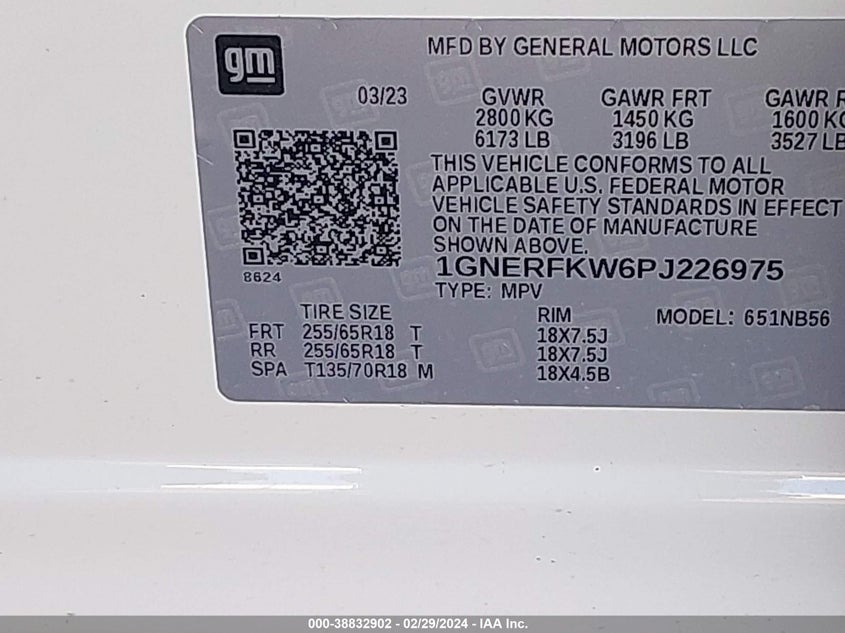 gm
MFD BY GENERAL MOTORS LLC
03/23 GVWR GAWR FRT GAWR R
2800 KG 1450 KG 1600 KG
6173 LB 3196 LB 3527 LB
THIS VEHICLE CONFORMS TO ALL
APPLICABLE U.S. FEDERAL MOTOR
VEHICLE SAFETY STANDARDS IN EFFECT
ON THE DATE OF MANUFACTURE
SHOWN ABOVE.
8624
1GNERFKW6PJ226975
TYPE: MPV
TIRE SIZE RIM MODEL: 651NB56
FRT 255/65R18 T 18X7.5J
RR 255/65R18 T 18X7.5J
SPA T135/70R18 M 18X4.5B
000-38832902 - 02/29/2024 - IAA Inc.